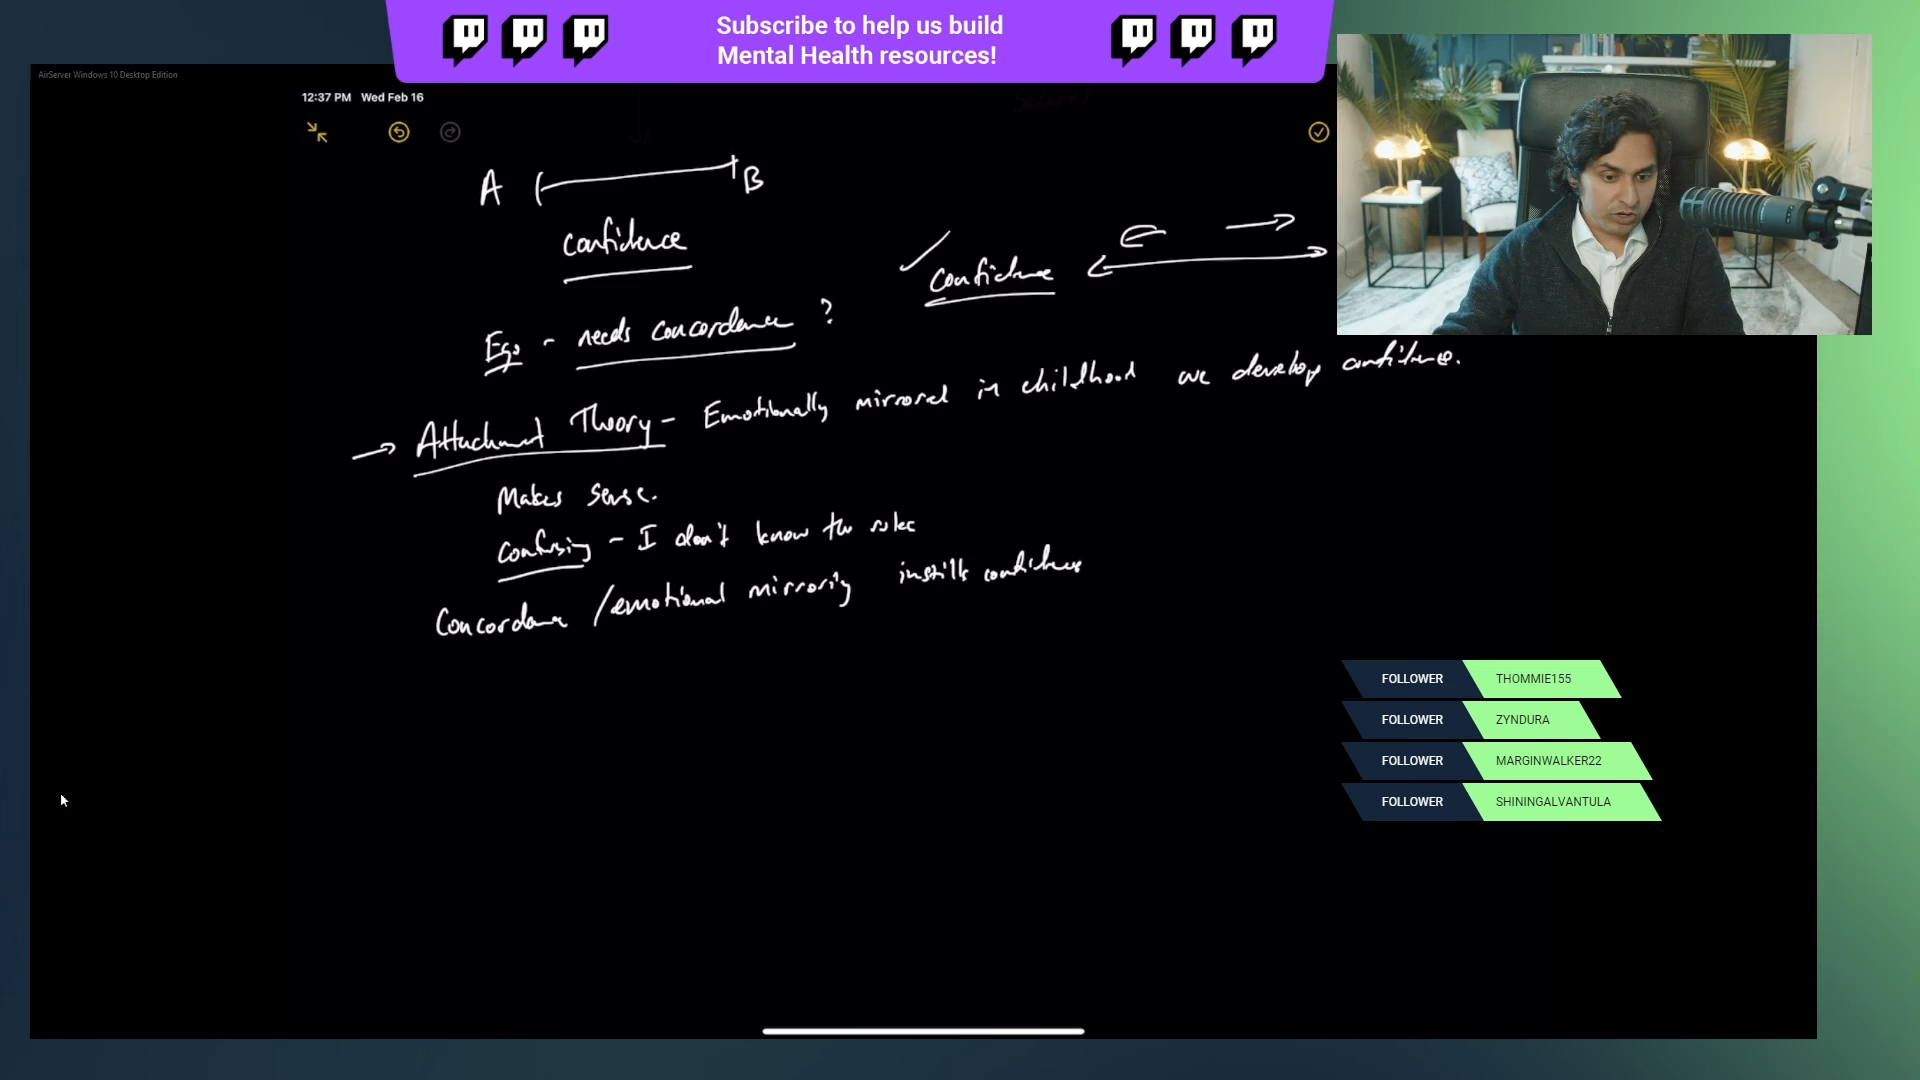 Subscribe to help us build
Mental Health resources!
AirServer Windows 10 Desktop Edition
12:37 PM Wed Feb 16
A B
confidence
Confidence
Ego - needs concordance ?
→ Attachment Theory - Emotionally mirrored in childhood we develop confidence.
Makes sense.
Confusing - I don't know the rules
Concordance / emotional mirroring instills confidence
FOLLOWER THOMMIE155
FOLLOWER ZYNDURA
FOLLOWER MARGINWALKER22
FOLLOWER SHININGALVANTULA